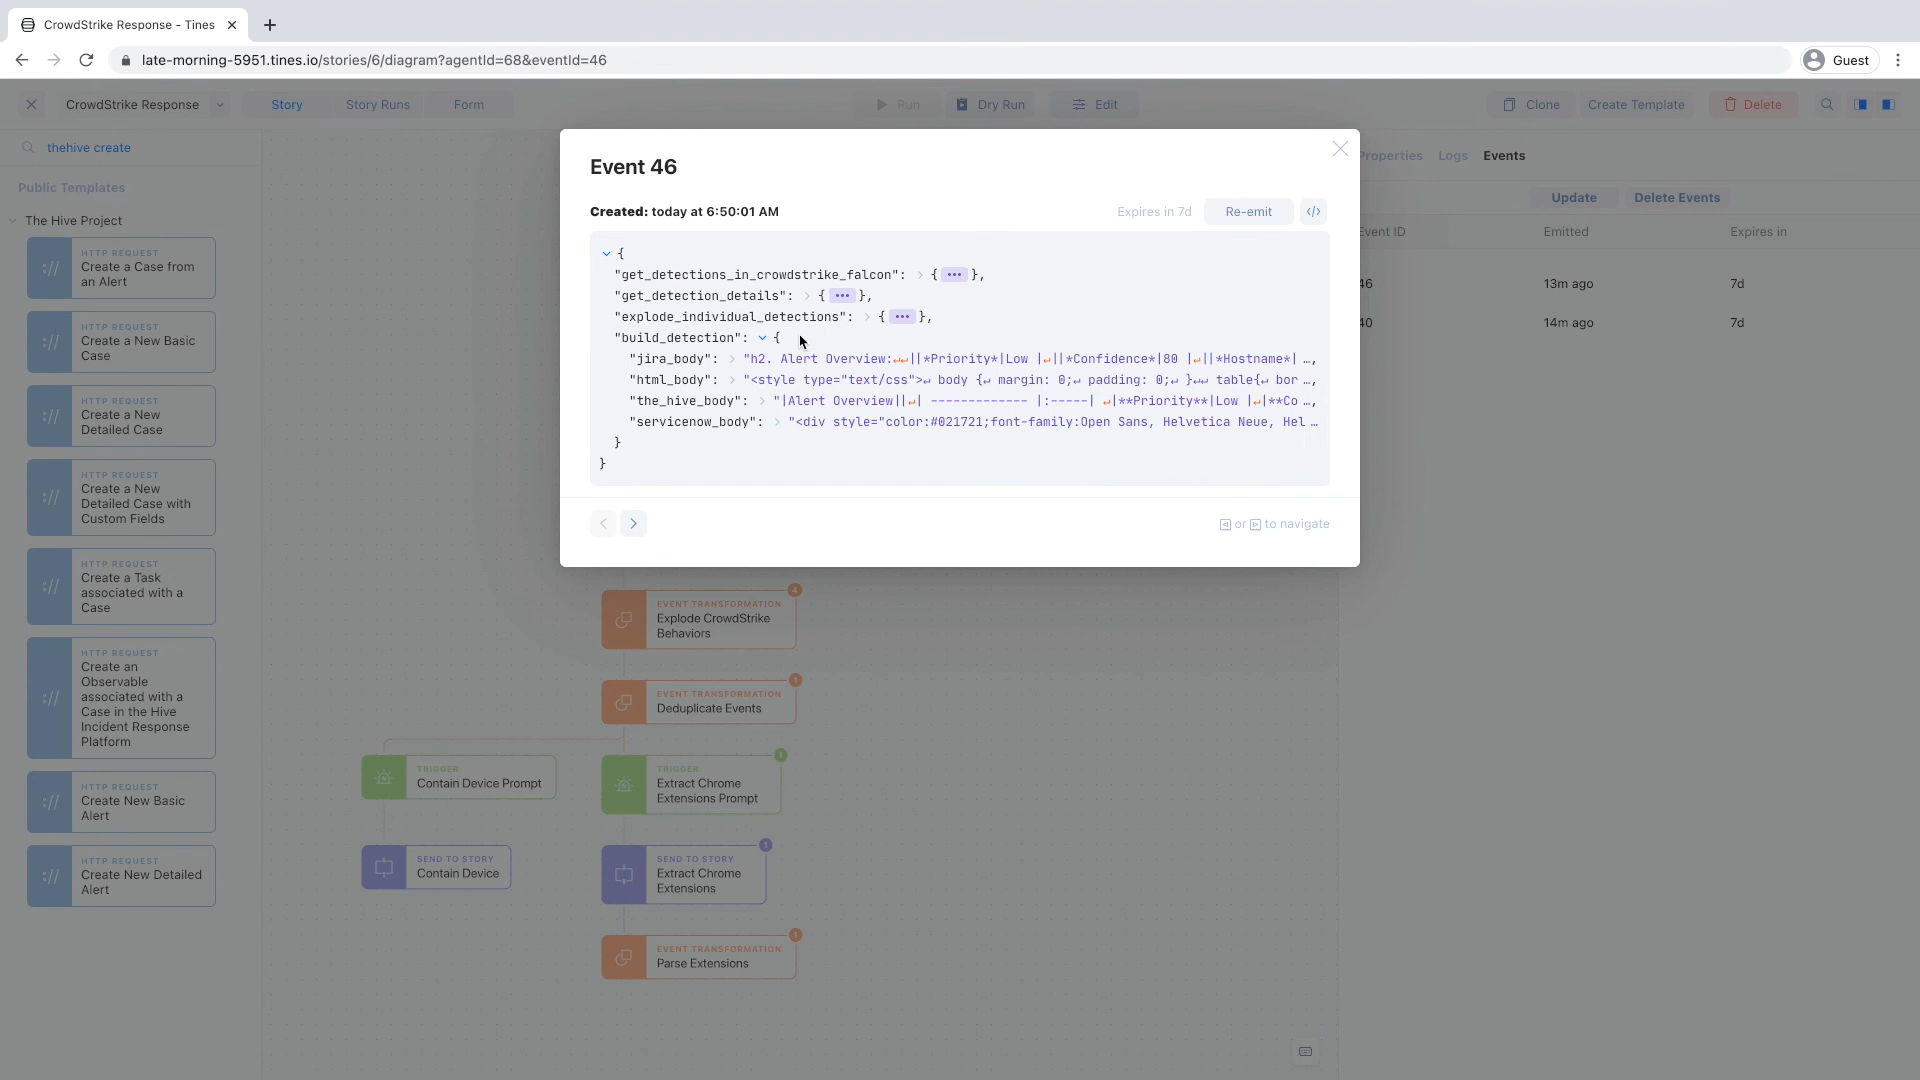 CrowdStrike Response - Tines
late-morning-5951.tines.io/stories/6/diagram?agentId=68&eventId=46
Guest
CrowdStrike Response
Story
Story Runs
Form
Run
Dry Run
Edit
Clone
Create Template
Delete
thehive create
Public Templates
The Hive Project
HTTP REQUEST
Create a Case from
an Alert
HTTP REQUEST
Create a New Basic
Case
HTTP REQUEST
Create a New
Detailed Case
HTTP REQUEST
Create a New
Detailed Case with
Custom Fields
HTTP REQUEST
Create a Task
associated with a
Case
HTTP REQUEST
Create an
Observable
associated with a
Case in the Hive
Incident Response
Platform
HTTP REQUEST
Create New Basic
Alert
HTTP REQUEST
Create New Detailed
Alert
Event 46
Created: today at 6:50:01 AM
Expires in 7d
Re-emit
</>
{
"get_detections_in_crowdstrike_falcon": { ••• },
"get_detection_details": { ••• },
"explode_individual_detections": { ••• },
"build_detection": {
"jira_body": "h2. Alert Overview:↵↵||*Priority*|Low |↵||*Confidence*|80 |↵||*Hostname*| …,
"html_body": "<style type="text/css">↵ body {↵ margin: 0;↵ padding: 0;↵ }↵↵ table{↵ bor …,
"the_hive_body": "|Alert Overview||↵| ------------- |:-----| ↵|**Priority**|Low |↵|**Co …,
"servicenow_body": "<div style="color:#021721;font-family:Open Sans, Helvetica Neue, Hel …
}
}
or to navigate
EVENT TRANSFORMATION
Explode CrowdStrike
Behaviors
4
EVENT TRANSFORMATION
Deduplicate Events
1
TRIGGER
Contain Device Prompt
TRIGGER
Extract Chrome
Extensions Prompt
1
SEND TO STORY
Contain Device
SEND TO STORY
Extract Chrome
Extensions
1
EVENT TRANSFORMATION
Parse Extensions
1
Properties
Logs
Events
Update
Delete Events
Event ID
Emitted
Expires in
46
13m ago
7d
40
14m ago
7d